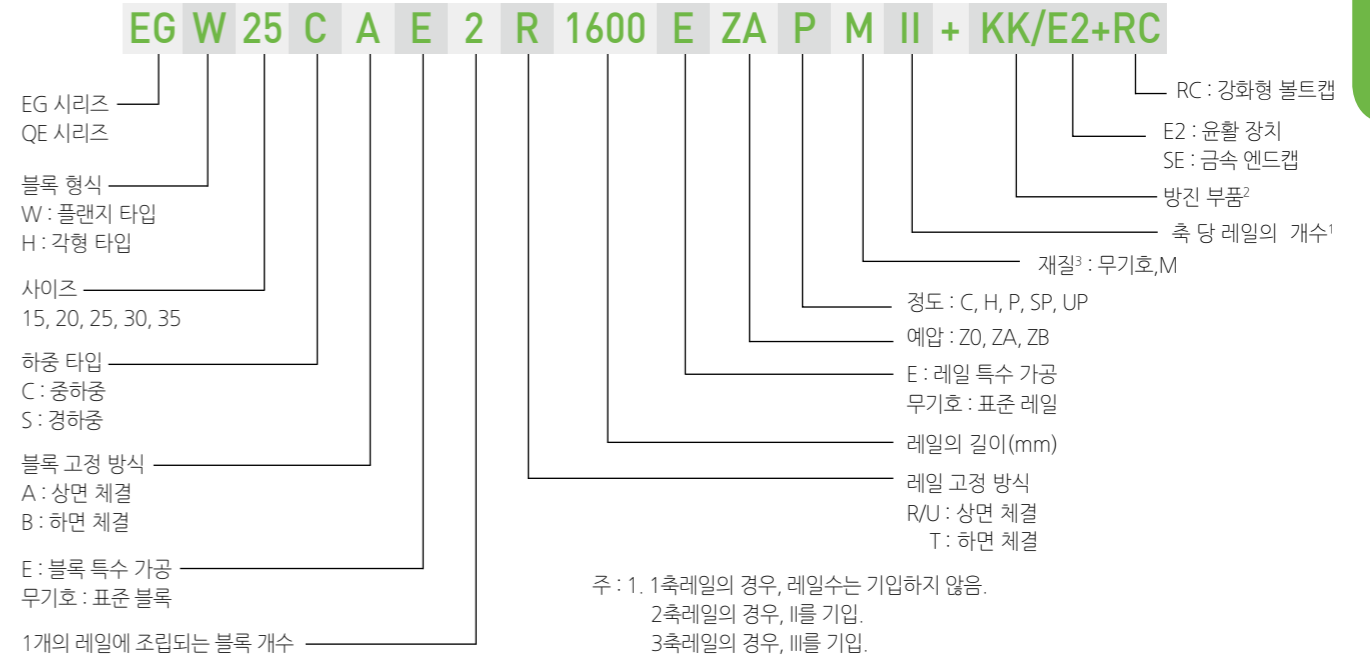 EG W 25 C A E 2 R 1600 E ZA P M II + KK/E2+RC
EG 시리즈
QE 시리즈
블록 형식
W : 플랜지 타입
H : 각형 타입
사이즈
15, 20, 25, 30, 35
하중 타입
C : 중하중
S : 경하중
블록 고정 방식
A : 상면 체결
B : 하면 체결
E : 블록 특수 가공
무기호 : 표준 블록
1개의 레일에 조립되는 블록 개수
RC : 강화형 볼트캡
E2 : 윤활 장치
SE : 금속 엔드캡
방진 부품2
축 당 레일의 개수1
재질3 : 무기호,M
정도 : C, H, P, SP, UP
예압 : Z0, ZA, ZB
E : 레일 특수 가공
무기호 : 표준 레일
레일의 길이(mm)
레일 고정 방식
R/U : 상면 체결
T : 하면 체결
주 : 1. 1축레일의 경우, 레일수는 기입하지 않음.
2축레일의 경우, II를 기입.
3축레일의 경우, III를 기입.